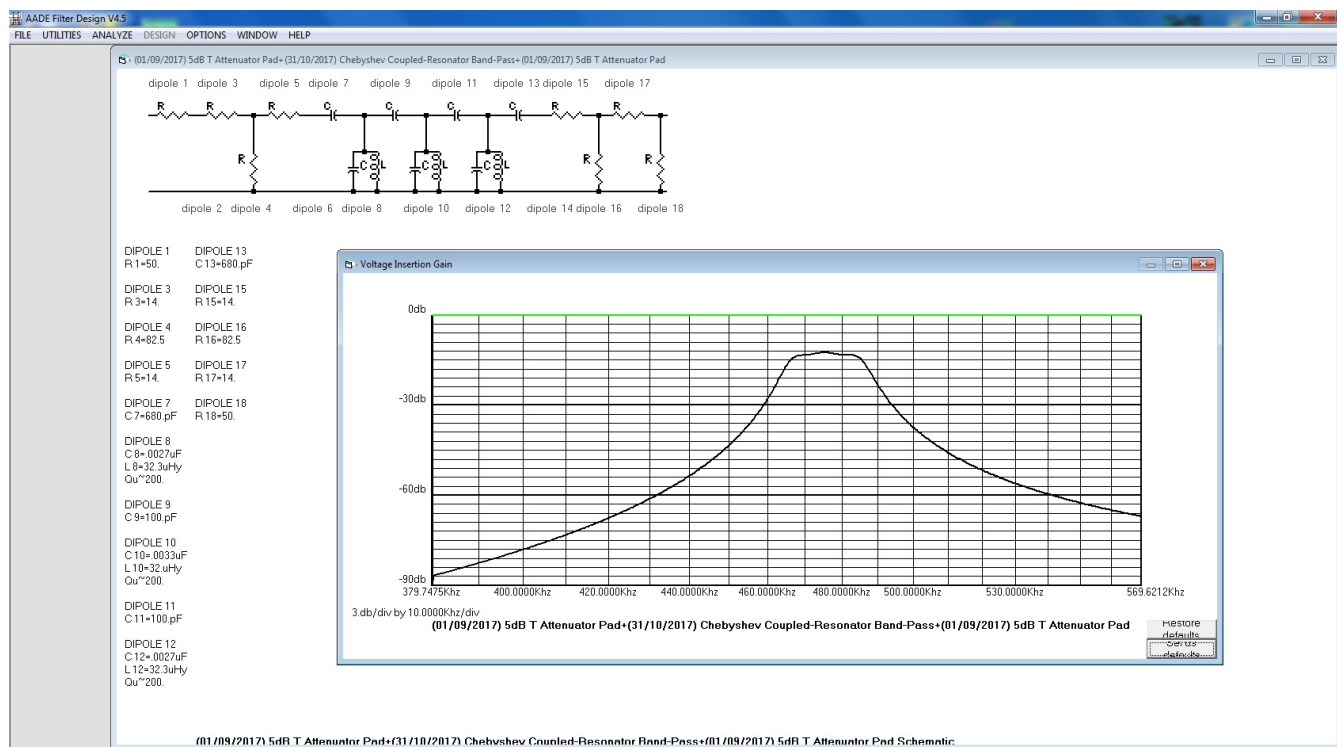 AADE Filter Design V4.5
FILE UTILITIES ANALYZE DESIGN OPTIONS WINDOW HELP
(01/09/2017) 5dB T Attenuator Pad+(31/10/2017) Chebyshev Coupled-Resonator Band-Pass+(01/09/2017) 5dB T Attenuator Pad
dipole 1 dipole 3 dipole 5 dipole 7 dipole 9 dipole 11 dipole 13 dipole 15 dipole 17
R R R C C C C R R
R C L C L C L R R
dipole 2 dipole 4 dipole 6 dipole 8 dipole 10 dipole 12 dipole 14 dipole 16 dipole 18
DIPOLE 1
R 1=50.
DIPOLE 3
R 3=14.
DIPOLE 4
R 4=82.5
DIPOLE 5
R 5=14.
DIPOLE 7
C 7=680.pF
DIPOLE 8
C 8=.0027uF
L 8=32.3uHy
Qu~200.
DIPOLE 9
C 9=100.pF
DIPOLE 10
C 10=.0033uF
L 10=32.uHy
Qu~200.
DIPOLE 11
C 11=100.pF
DIPOLE 12
C 12=.0027uF
L 12=32.3uHy
Qu~200.
DIPOLE 13
C 13=680.pF
DIPOLE 15
R 15=14.
DIPOLE 16
R 16=82.5
DIPOLE 17
R 17=14.
DIPOLE 18
R 18=50.
Voltage Insertion Gain
0db
-30db
-60db
-90db
379.7475Khz 400.0000Khz 420.0000Khz 440.0000Khz 460.0000Khz 480.0000Khz 500.0000Khz 530.0000Khz 569.6212Khz
3.db/div by 10.0000Khz/div
(01/09/2017) 5dB T Attenuator Pad+(31/10/2017) Chebyshev Coupled-Resonator Band-Pass+(01/09/2017) 5dB T Attenuator Pad
Restore
defaults
defaults
(01/09/2017) 5dB T Attenuator Pad+(31/10/2017) Chebyshev Coupled-Resonator Band-Pass+(01/09/2017) 5dB T Attenuator Pad Schematic